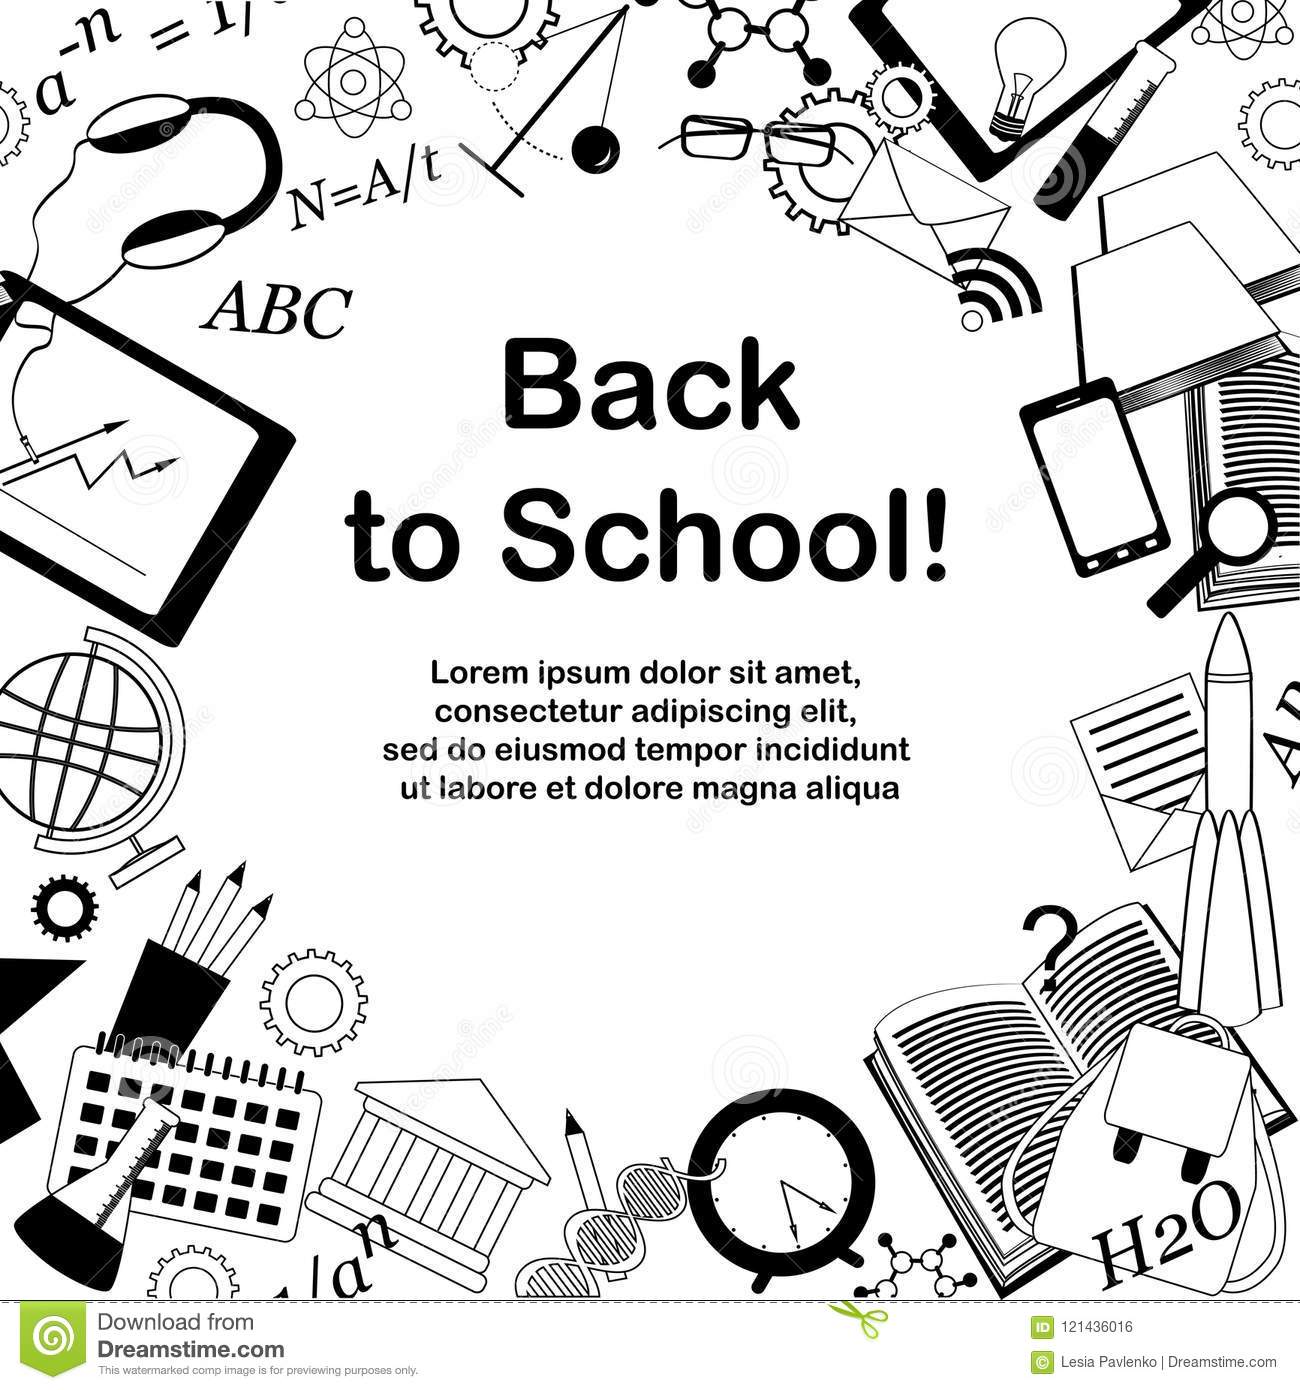 a-n = 1/
N=A/t
ABC
Back
to School!
Lorem ipsum dolor sit amet,
consectetur adipiscing elit,
sed do eiusmod tempor incididunt
ut labore et dolore magna aliqua
?
H2O
/an
Download from
Dreamstime.com
This watermarked comp image is for previewing purposes only.
ID 121436016
© Lesia Pavlenko | Dreamstime.com